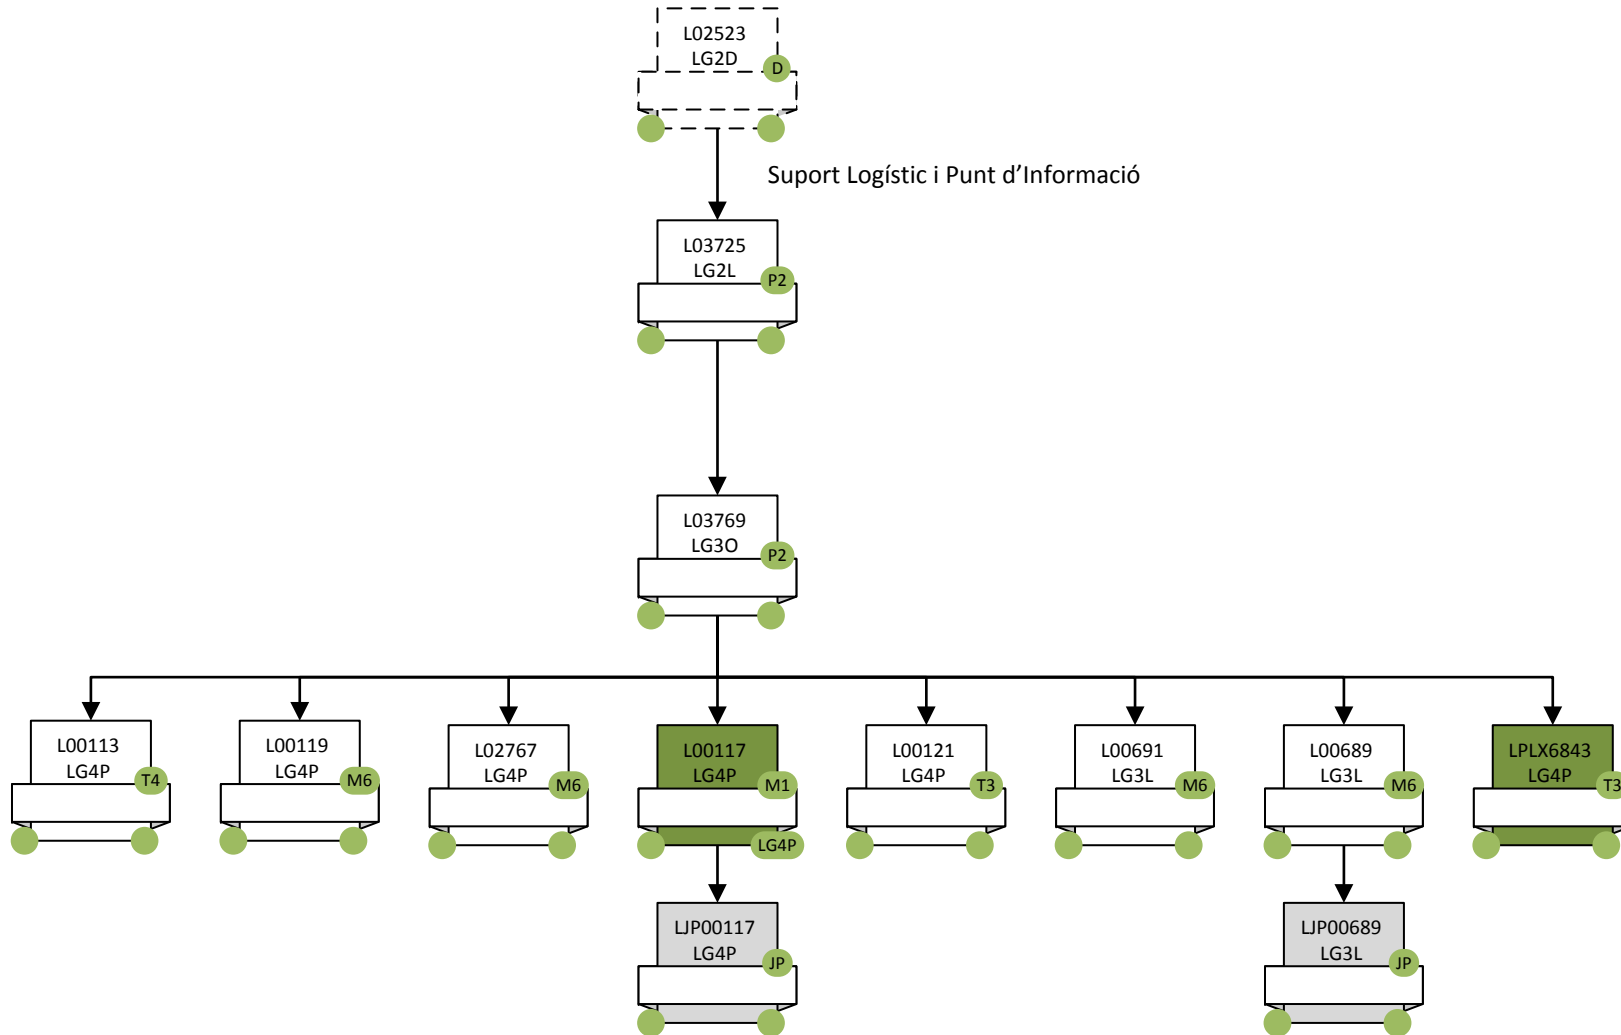 L02523
LG2D
D
Suport Logístic i Punt d'Informació
L03725
LG2L
P2
L03769
LG3O
P2
L00113
LG4P
T4
L00119
LG4P
M6
L02767
LG4P
M6
L00117
LG4P
M1
LG4P
L00121
LG4P
T3
L00691
LG3L
M6
L00689
LG3L
M6
LPLX6843
LG4P
T3
LJP00117
LG4P
JP
LJP00689
LG3L
JP